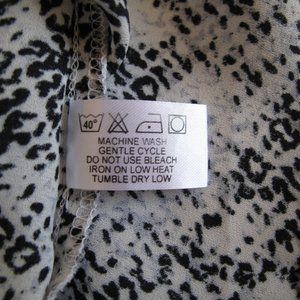 40°
MACHINE WASH
GENTLE CYCLE
DO NOT USE BLEACH
IRON ON LOW HEAT
TUMBLE DRY LOW